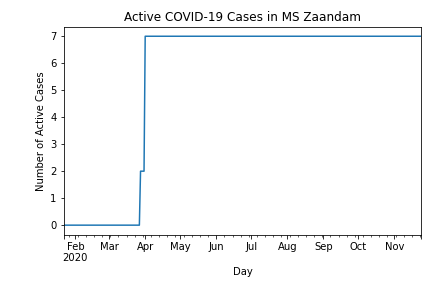 Active COVID-19 Cases in MS Zaandam
Number of Active Cases
7
6
5
4
3
2
1
0
Feb Mar Apr May Jun Jul Aug Sep Oct Nov
2020
Day